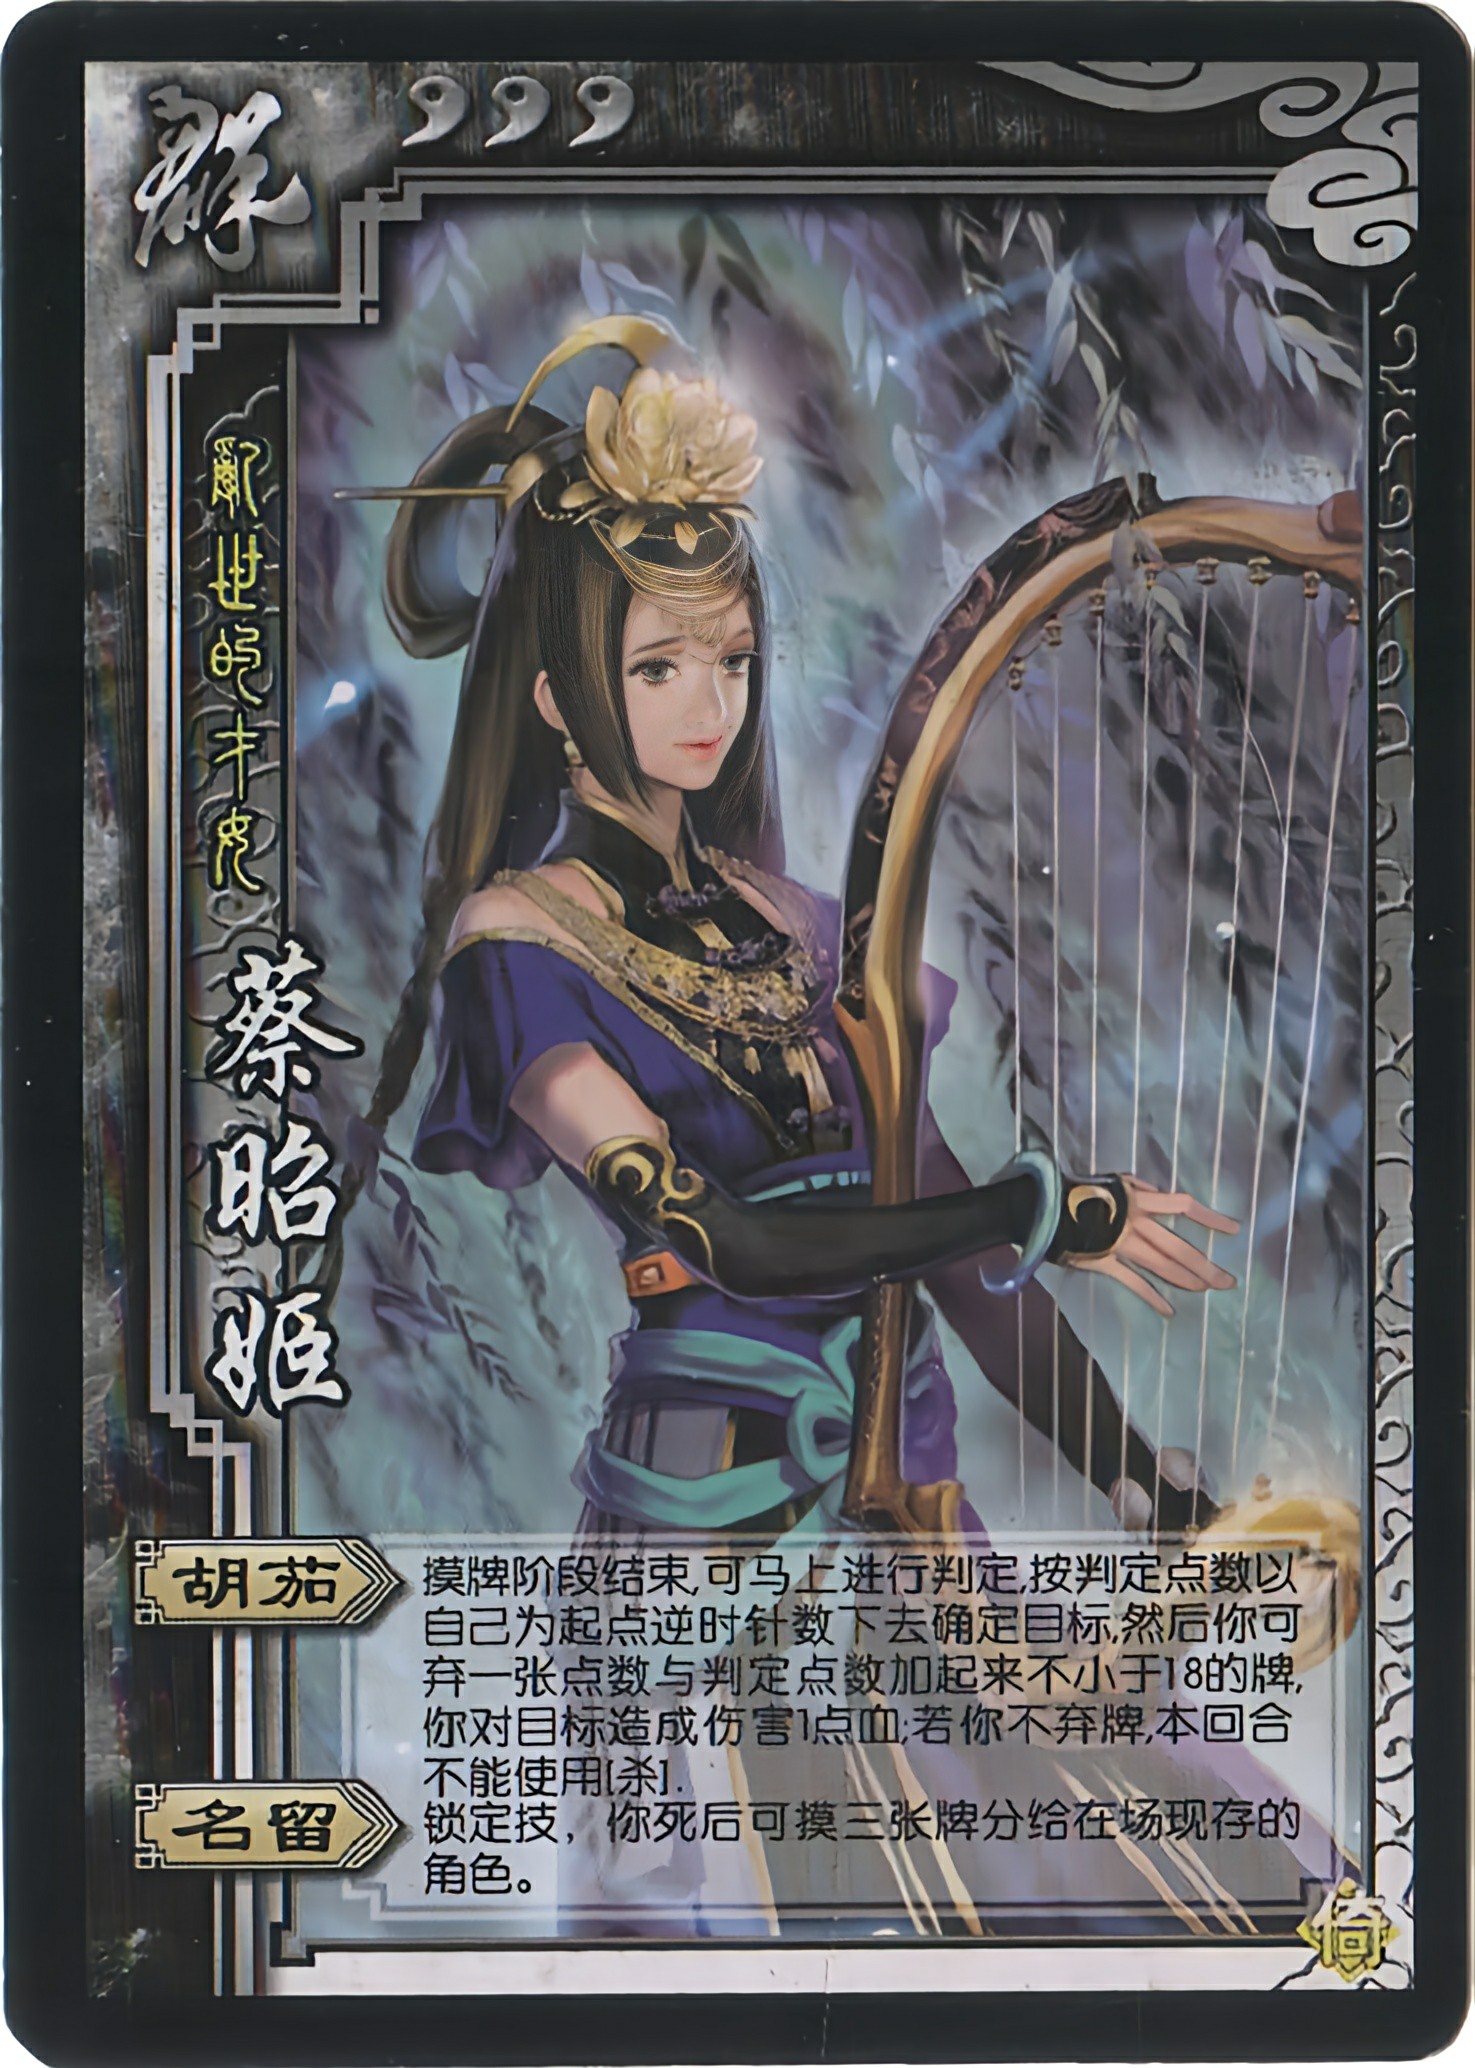 群
亂世的才女
蔡昭姬
胡茄
摸牌阶段结束,可马上进行判定,按判定点数以
自己为起点逆时针数下去确定目标,然后你可
弃一张点数与判定点数加起来不小于18的牌,
你对目标造成伤害1点血;若你不弃牌,本回合
不能使用[杀].
名留
锁定技，你死后可摸三张牌分给在场现存的
角色。
倚